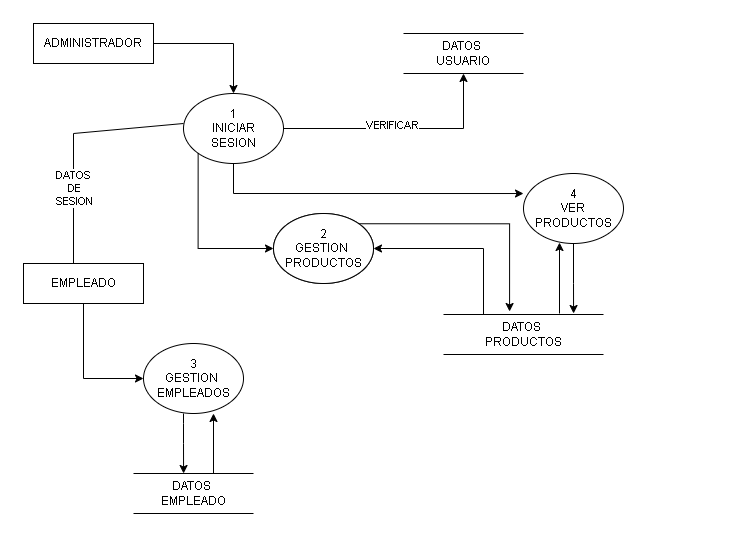 ADMINISTRADOR
DATOS
USUARIO
1
INICIAR
SESION
VERIFICAR
DATOS
DE
SESION
4
VER
PRODUCTOS
2
GESTION
PRODUCTOS
EMPLEADO
DATOS
PRODUCTOS
3
GESTION
EMPLEADOS
DATOS
EMPLEADO